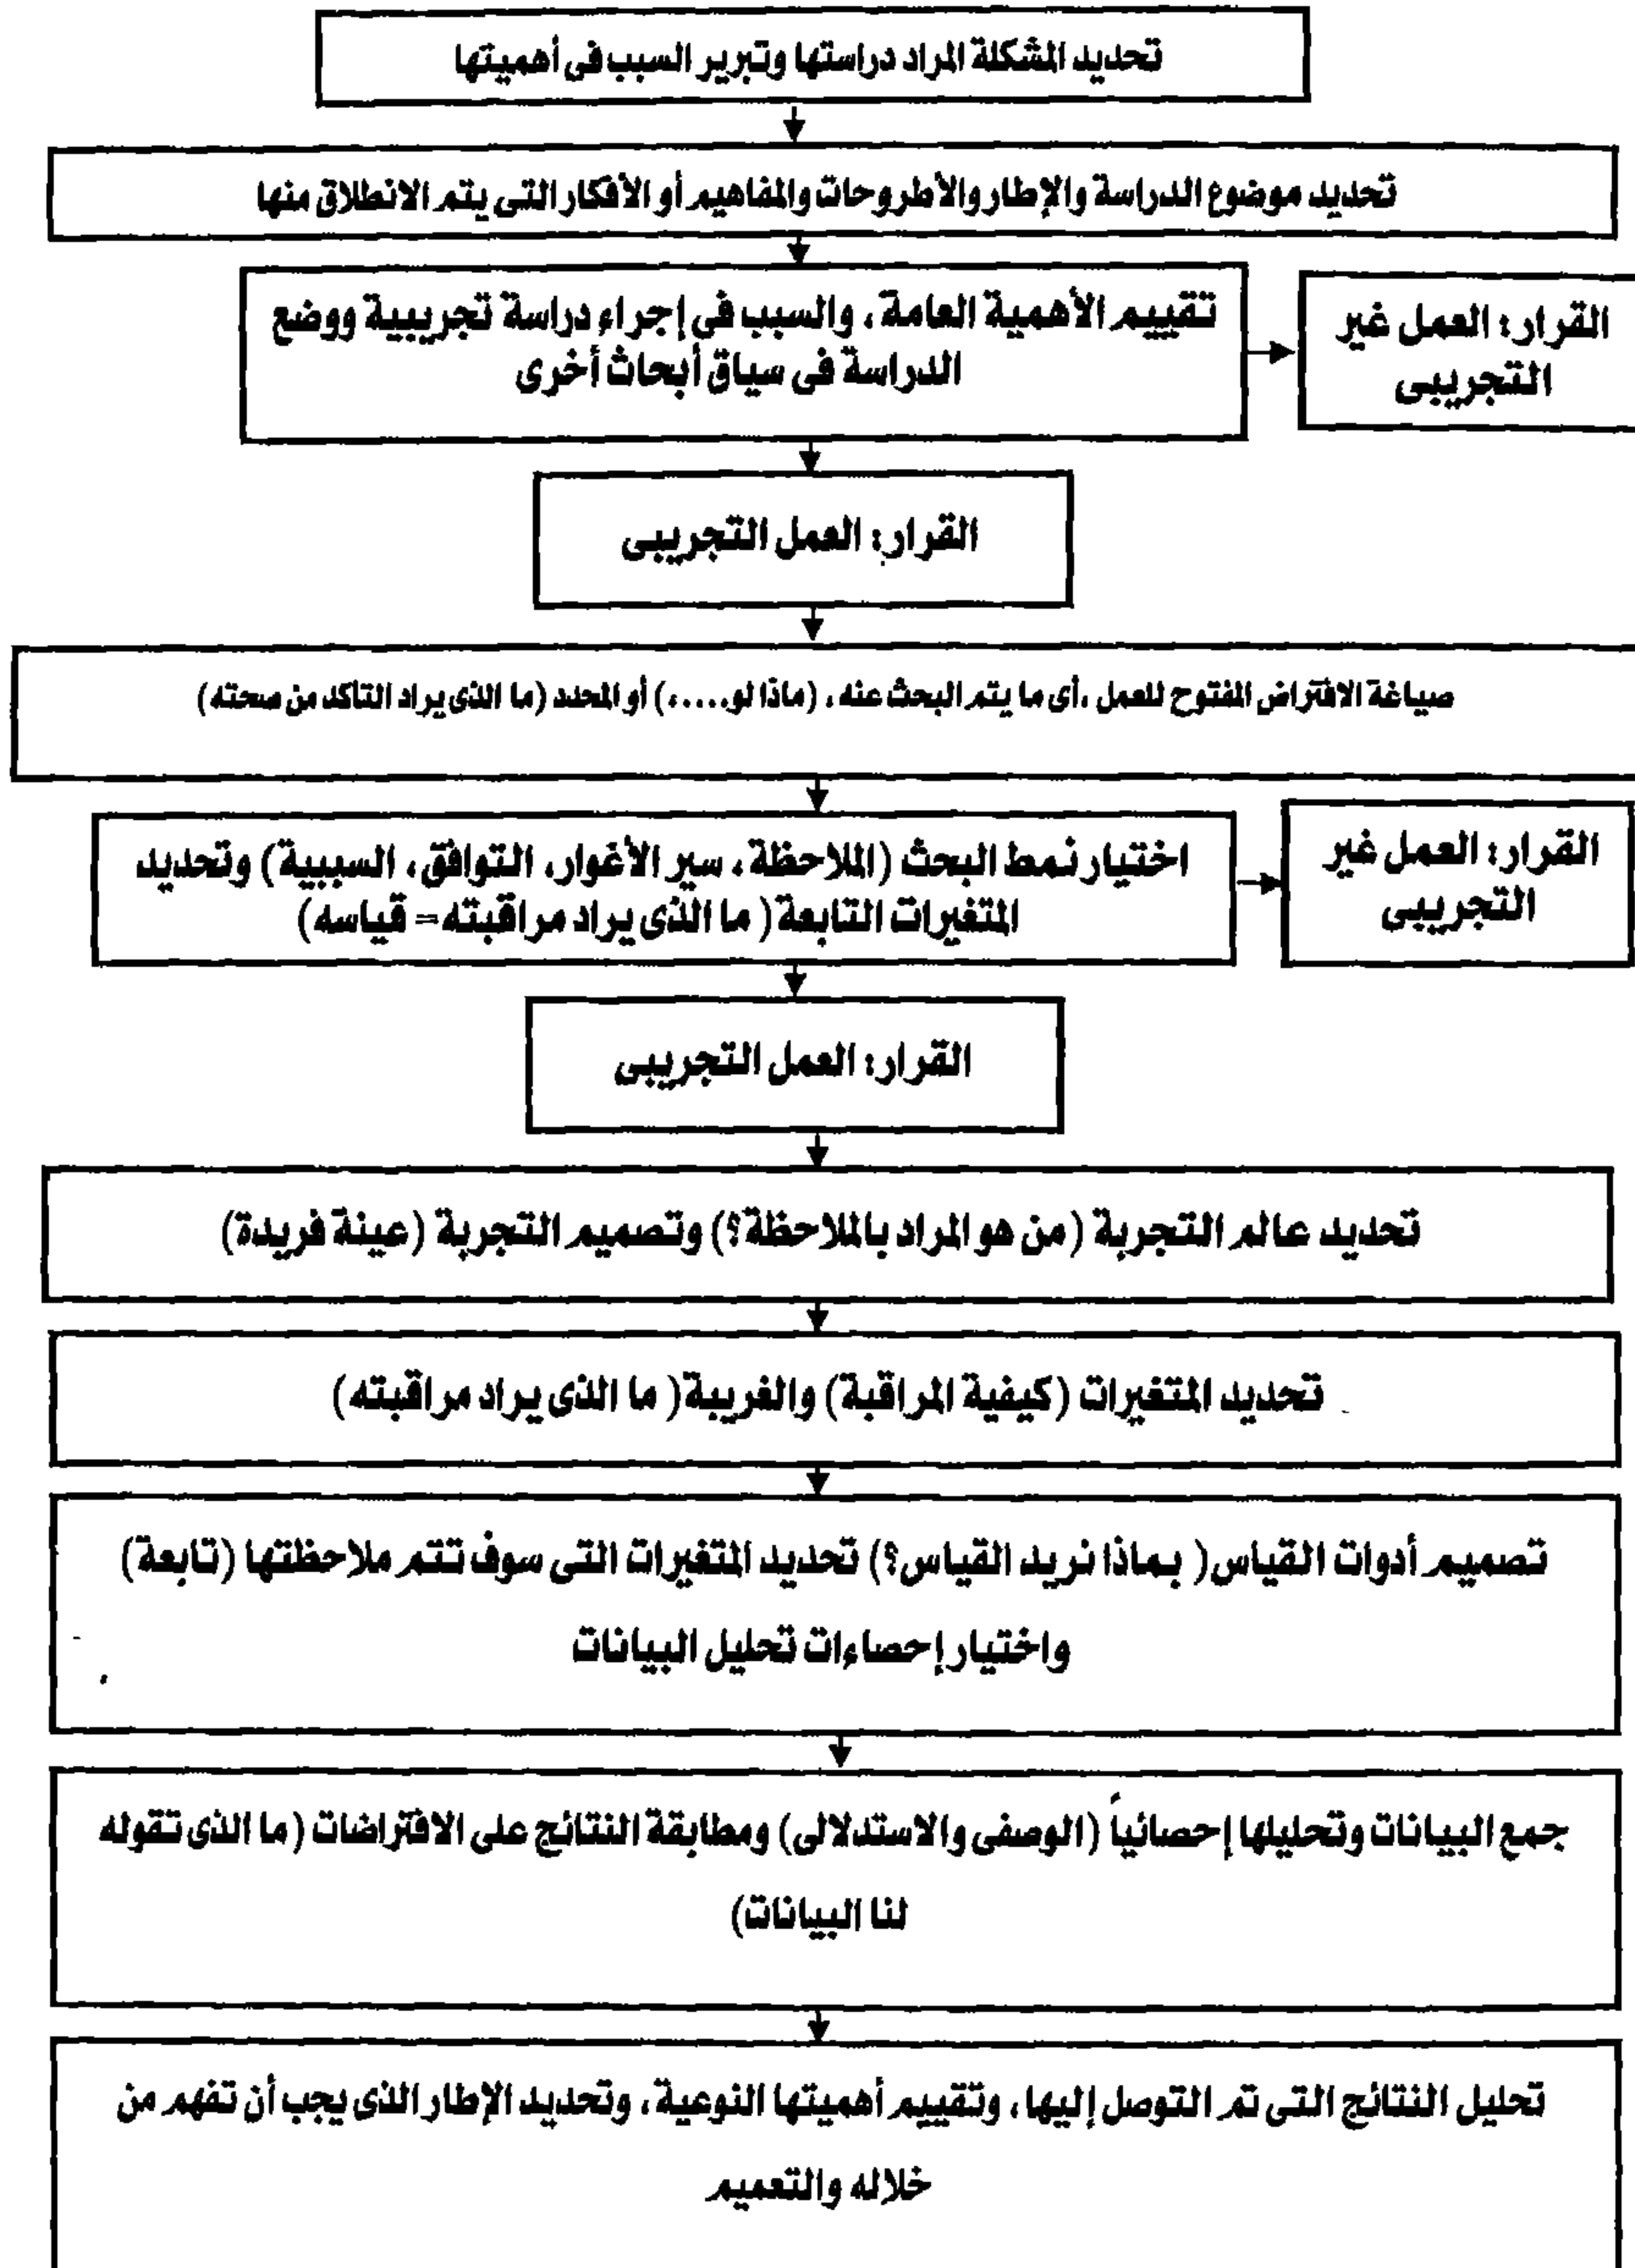 تحديد المشكلة المراد دراستها وتبرير السبب فى أهميتها
تحديد موضوع الدراسة والإطار والأطروحات والمفاهيم أو الأفكار التى يتم الانطلاق منها
تقييم الأهمية العامة، والسبب فى إجراء دراسة تجريبية ووضع
الدراسة فى سياق أبحاث أخرى
القرار: العمل غير
التجريبى
القرار: العمل التجريبى
صياغة الافتراض المفتوح للعمل ،أى ما يتم البحث عنه، (ماذا لو....،) أو المحدد (ما الذى يراد التأكد من صحته)
اختيار نمط البحث (الملاحظة، سبر الأغوار، التوافق، السببية) وتحديد
المتغيرات التابعة( ما الذى يراد مراقبته= قياسه)
القرار: العمل غير
التجريبى
القرار: العمل التجريبى
تحديد عالم التجربة (من هو المراد بالملاحظة؟) وتصميم التجربة (عينة فريدة)
تحديد المتغيرات (كيفية المراقبة) والغريبة( ما الذى يراد مراقبته)
تصميم أدوات القياس( بماذا نريد القياس؟) تحديد المتغيرات التى سوف تتم ملاحظتها (تابعة)
واختيار إحصاءات تحليل البيانات
جمع البيانات وتحليلها إحصائياً (الوصفى والاستدلالى) ومطابقة النتائج على الافتراضات (ما الذى تقوله
لنا البيانات)
تحليل النتائج التى تم التوصل إليها، وتقييم أهميتها النوعية، وتحديد الإطار الذى يجب أن تفهم من
خلاله والتعميم